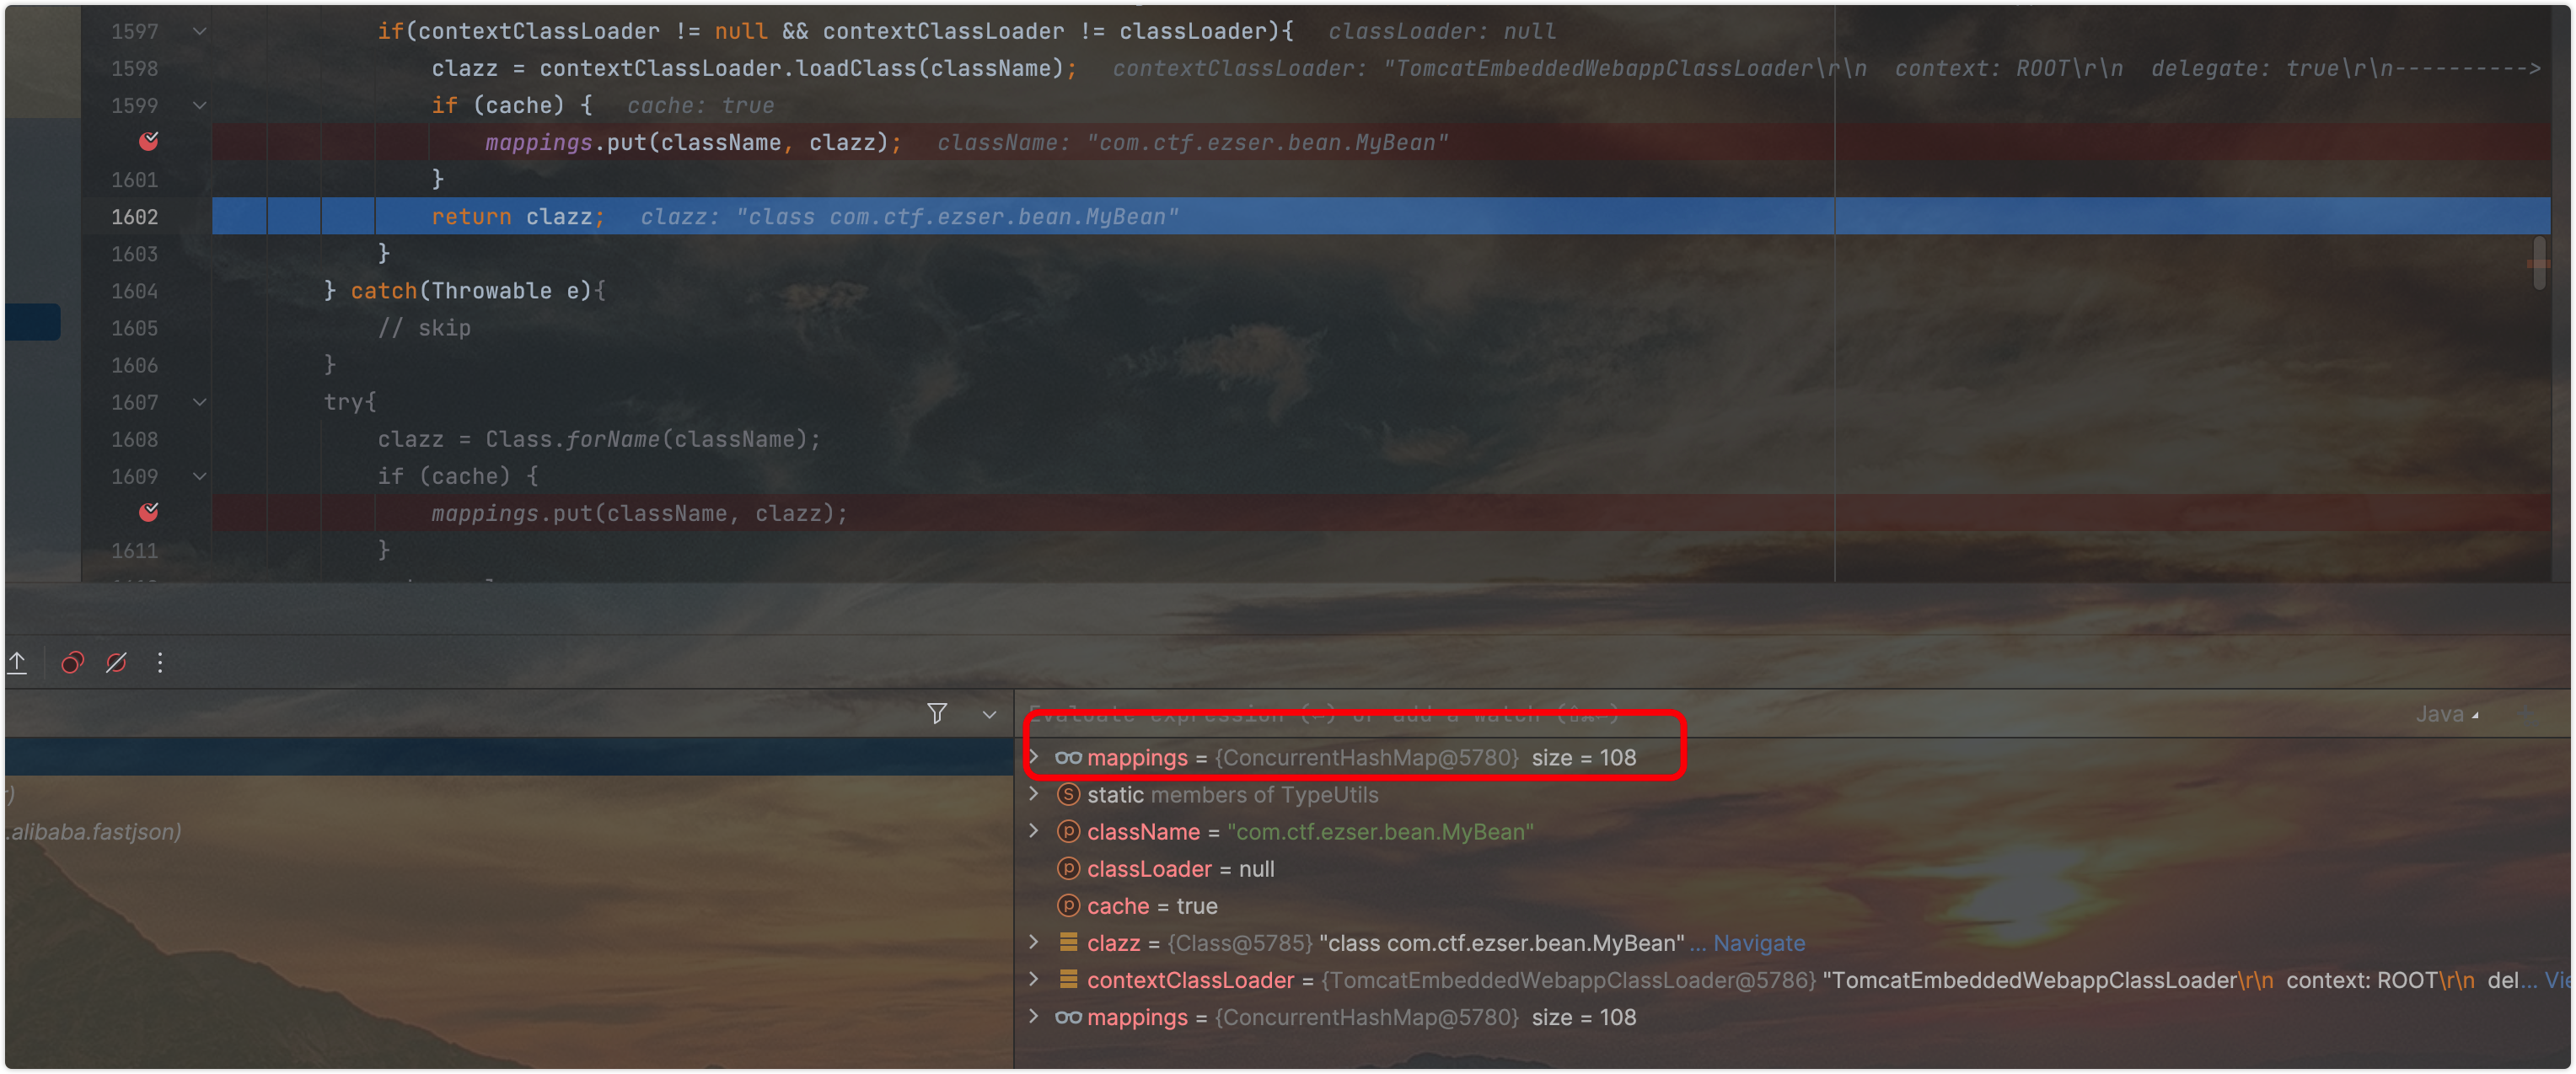 1597 if(contextClassLoader != null && contextClassLoader != classLoader){ classLoader: null
1598 clazz = contextClassLoader.loadClass(className); contextClassLoader: "TomcatEmbeddedWebappClassLoader\r\n context: ROOT\r\n delegate: true\r\n---------->
1599 if (cache) { cache: true
mappings.put(className, clazz); className: "com.ctf.ezser.bean.MyBean"
1601 }
1602 return clazz; clazz: "class com.ctf.ezser.bean.MyBean"
1603 }
1604 } catch(Throwable e){
1605 // skip
1606 }
1607 try{
1608 clazz = Class.forName(className);
1609 if (cache) {
mappings.put(className, clazz);
1611 }
Evaluate expression (⏎) or add a watch (⇧⌘⏎) Java
mappings = {ConcurrentHashMap@5780} size = 108
static members of TypeUtils
r)
className = "com.ctf.ezser.bean.MyBean"
.alibaba.fastjson)
classLoader = null
cache = true
clazz = {Class@5785} "class com.ctf.ezser.bean.MyBean" ... Navigate
contextClassLoader = {TomcatEmbeddedWebappClassLoader@5786} "TomcatEmbeddedWebappClassLoader\r\n context: ROOT\r\n del... Vie
mappings = {ConcurrentHashMap@5780} size = 108